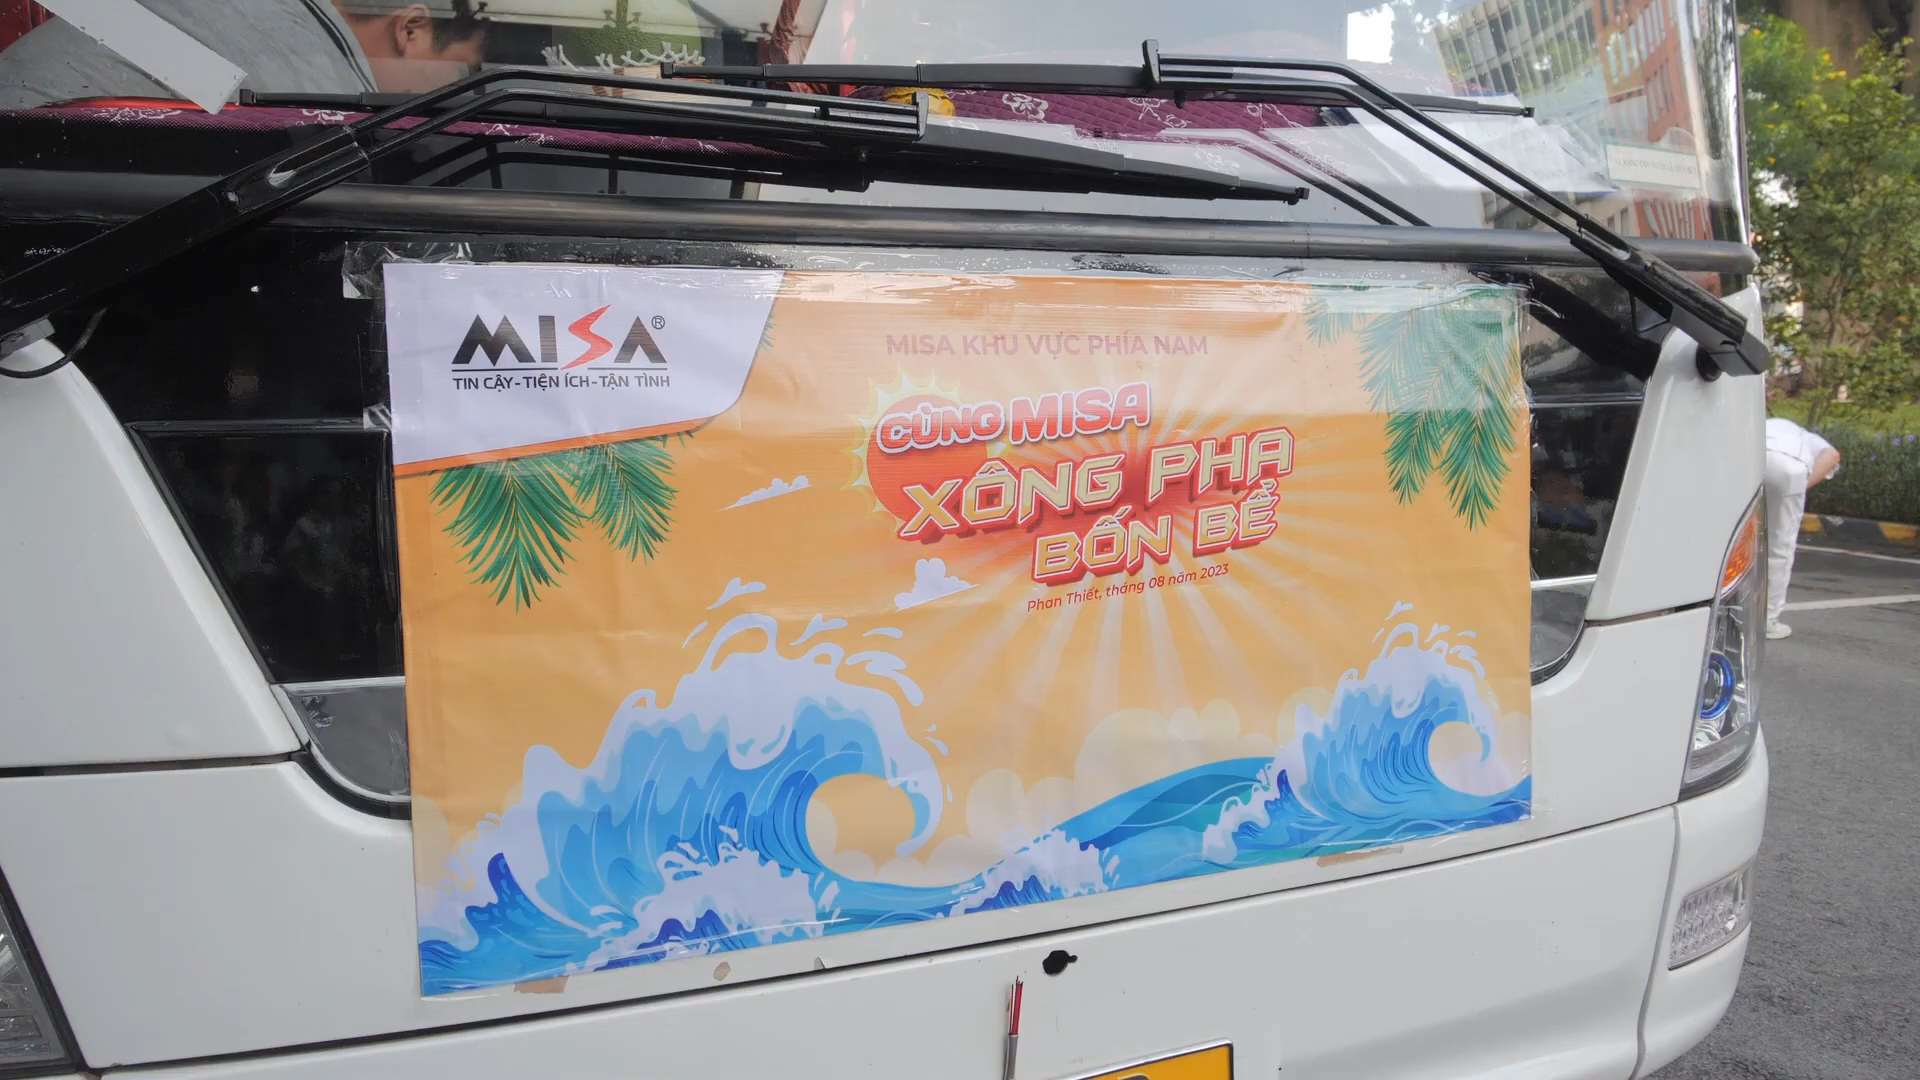 MISA®
TIN CẬY-TIỆN ÍCH-TẬN TÌNH
MISA KHU VỰC PHÍA NAM
CÙNG MISA
XÔNG PHA
BỐN BỂ
Phan Thiết, tháng 08 năm 2023